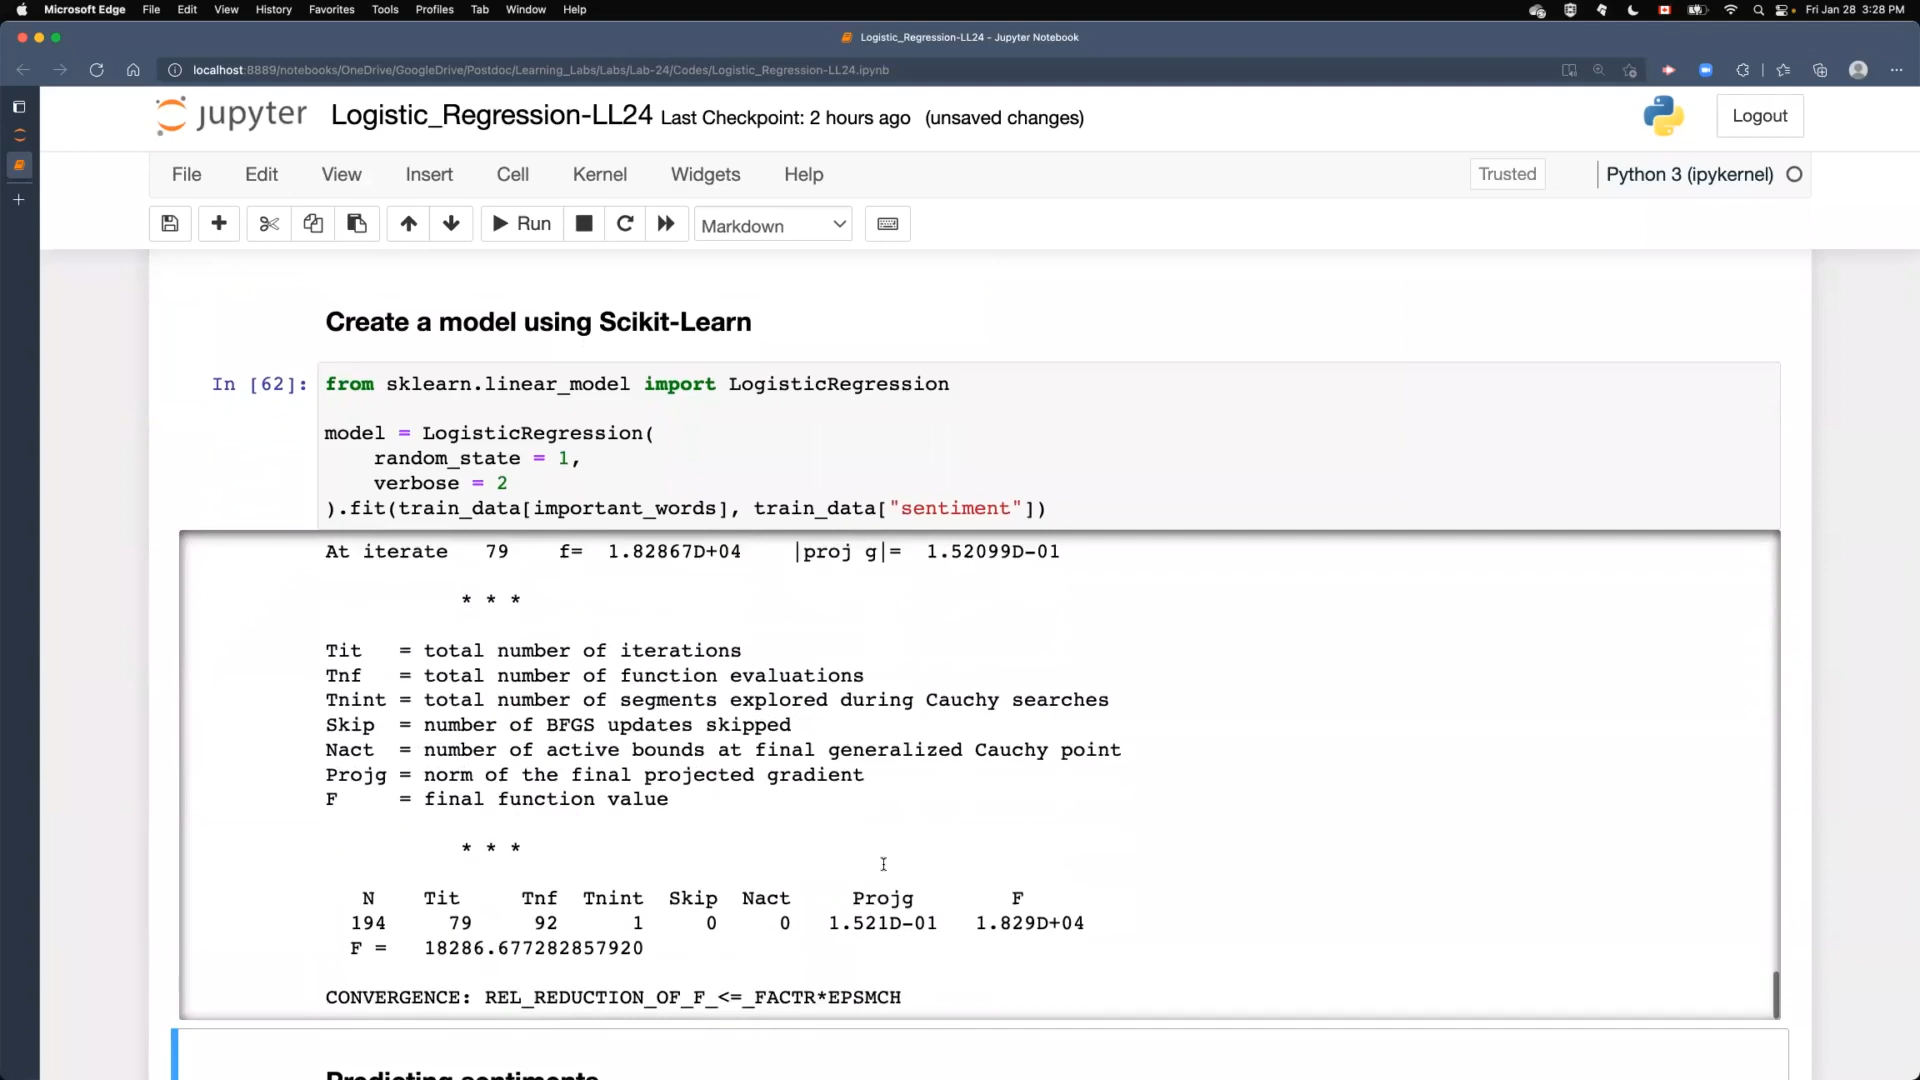 Microsoft Edge File Edit View History Favorites Tools Profiles Tab Window Help Fri Jan 28 3:28 PM
Logistic_Regression-LL24 - Jupyter Notebook
localhost:8889/notebooks/OneDrive/GoogleDrive/Postdoc/Learning_Labs/Labs/Lab-24/Codes/Logistic_Regression-LL24.ipynb
jupyter Logistic_Regression-LL24 Last Checkpoint: 2 hours ago (unsaved changes) Logout
File Edit View Insert Cell Kernel Widgets Help Trusted Python 3 (ipykernel)
Run Markdown
Create a model using Scikit-Learn
In [62]: from sklearn.linear_model import LogisticRegression
model = LogisticRegression(
random_state = 1,
verbose = 2
).fit(train_data[important_words], train_data["sentiment"])
At iterate 79 f= 1.82867D+04 |proj g|= 1.52099D-01
* * *
Tit = total number of iterations
Tnf = total number of function evaluations
Tnint = total number of segments explored during Cauchy searches
Skip = number of BFGS updates skipped
Nact = number of active bounds at final generalized Cauchy point
Projg = norm of the final projected gradient
F = final function value
* * *
N Tit Tnf Tnint Skip Nact Projg F
194 79 92 1 0 0 1.521D-01 1.829D+04
F = 18286.677282857920
CONVERGENCE: REL_REDUCTION_OF_F_<=_FACTR*EPSMCH
Predicting sentiments